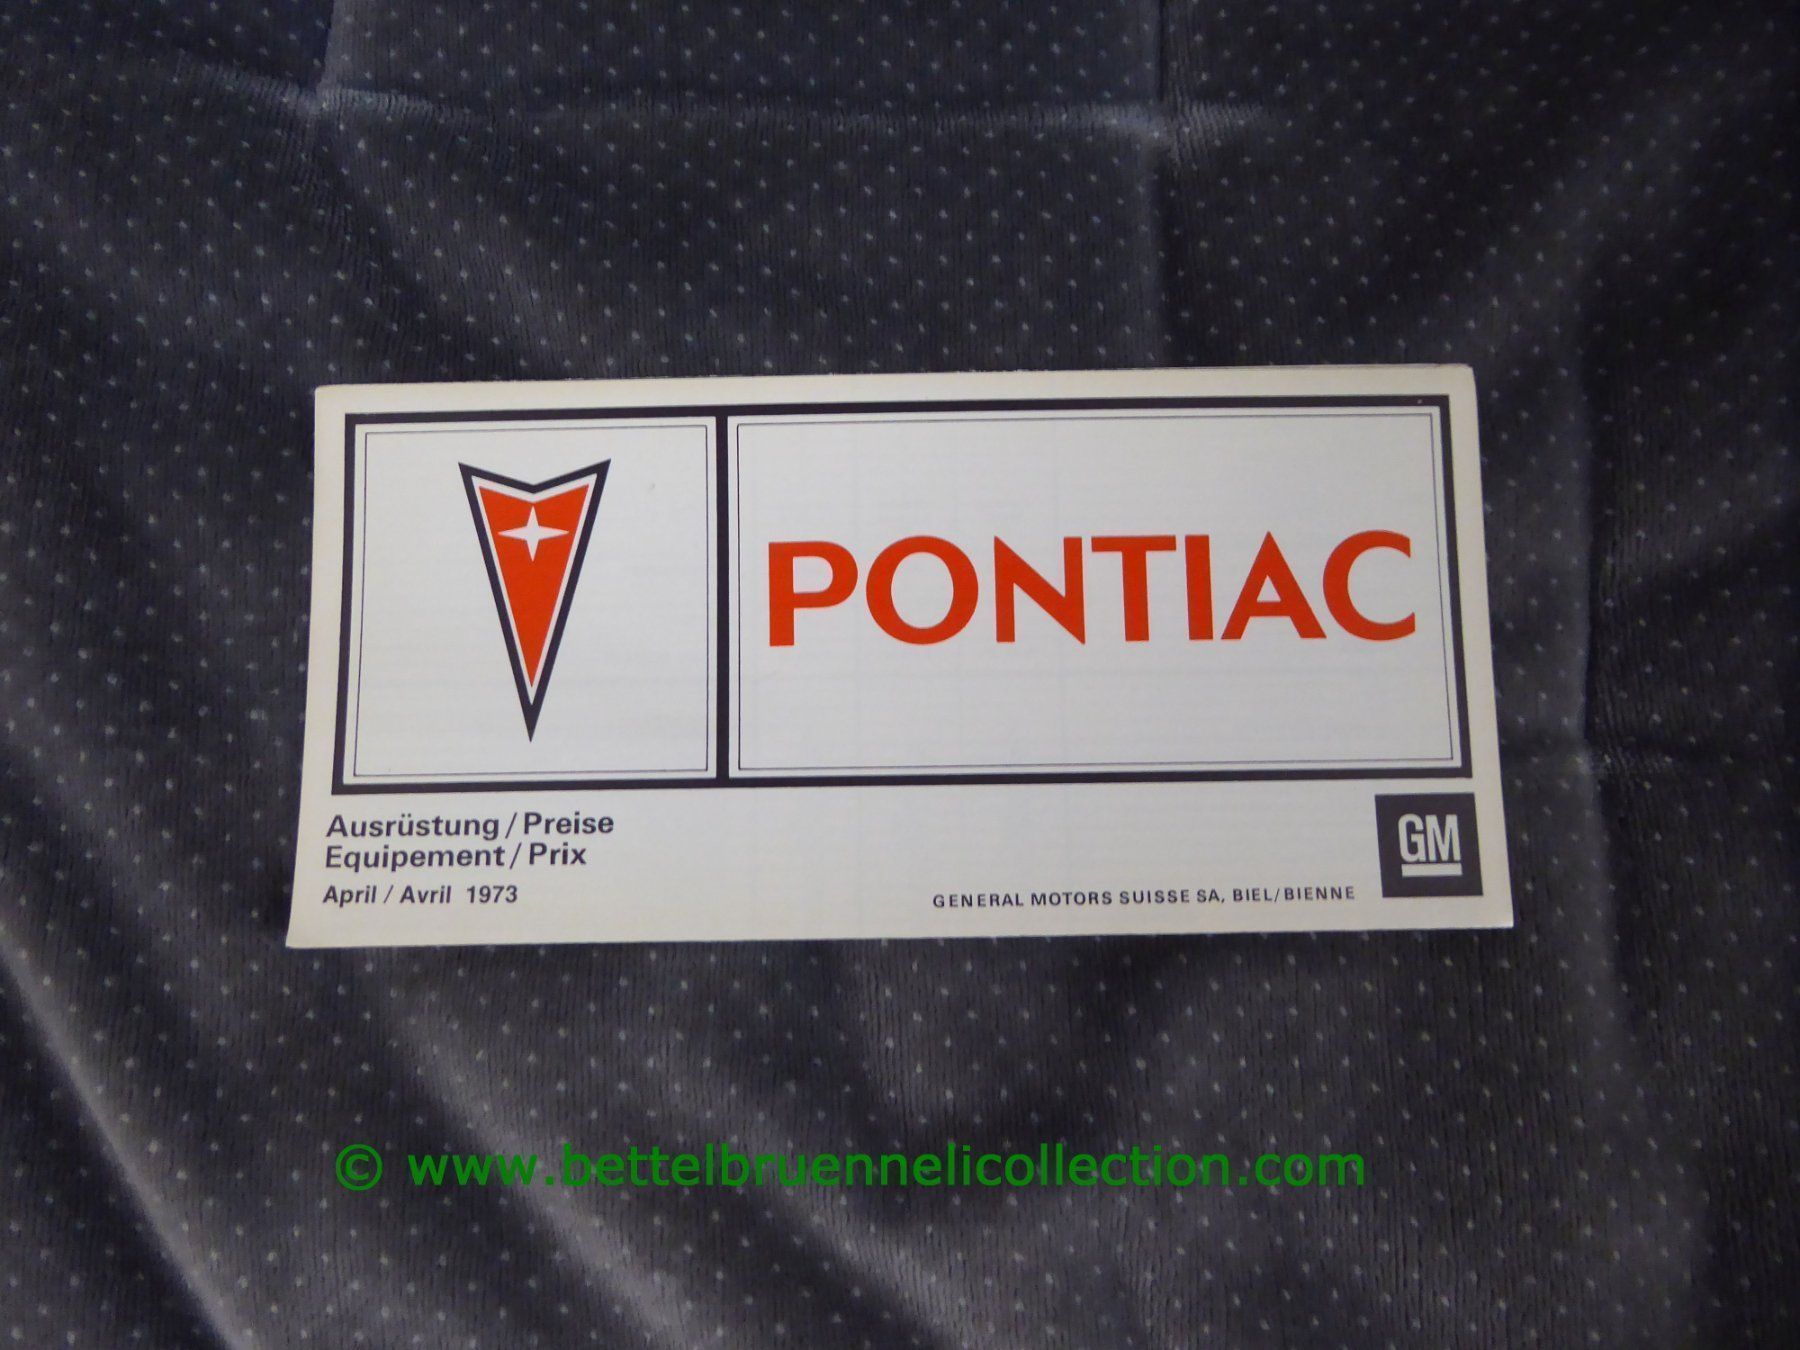 PONTIAC
Ausrüstung / Preise
Equipement / Prix
April / Avril 1973
GENERAL MOTORS SUISSE SA, BIEL/BIENNE
GM
© www.bettelbruennelicollection.com